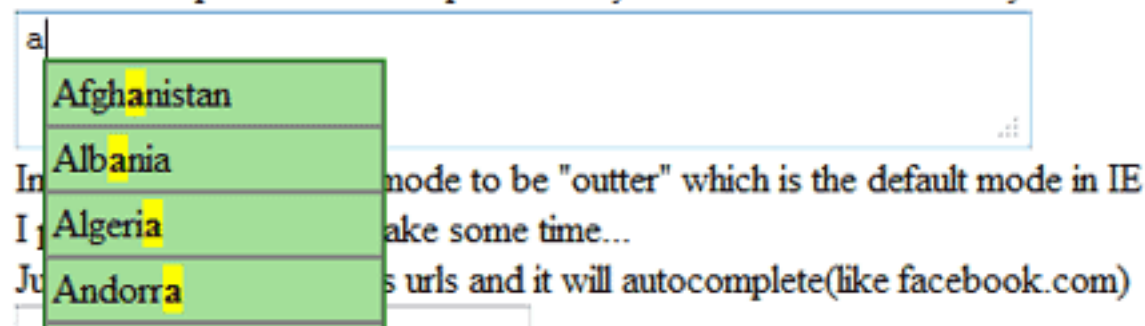 a
Afghanistan
Albania
In
mode to be "outter" which is the default mode in IE
Algeria
I
ake some time...
Andorra
Ju
s urls and it will autocomplete(like facebook.com)